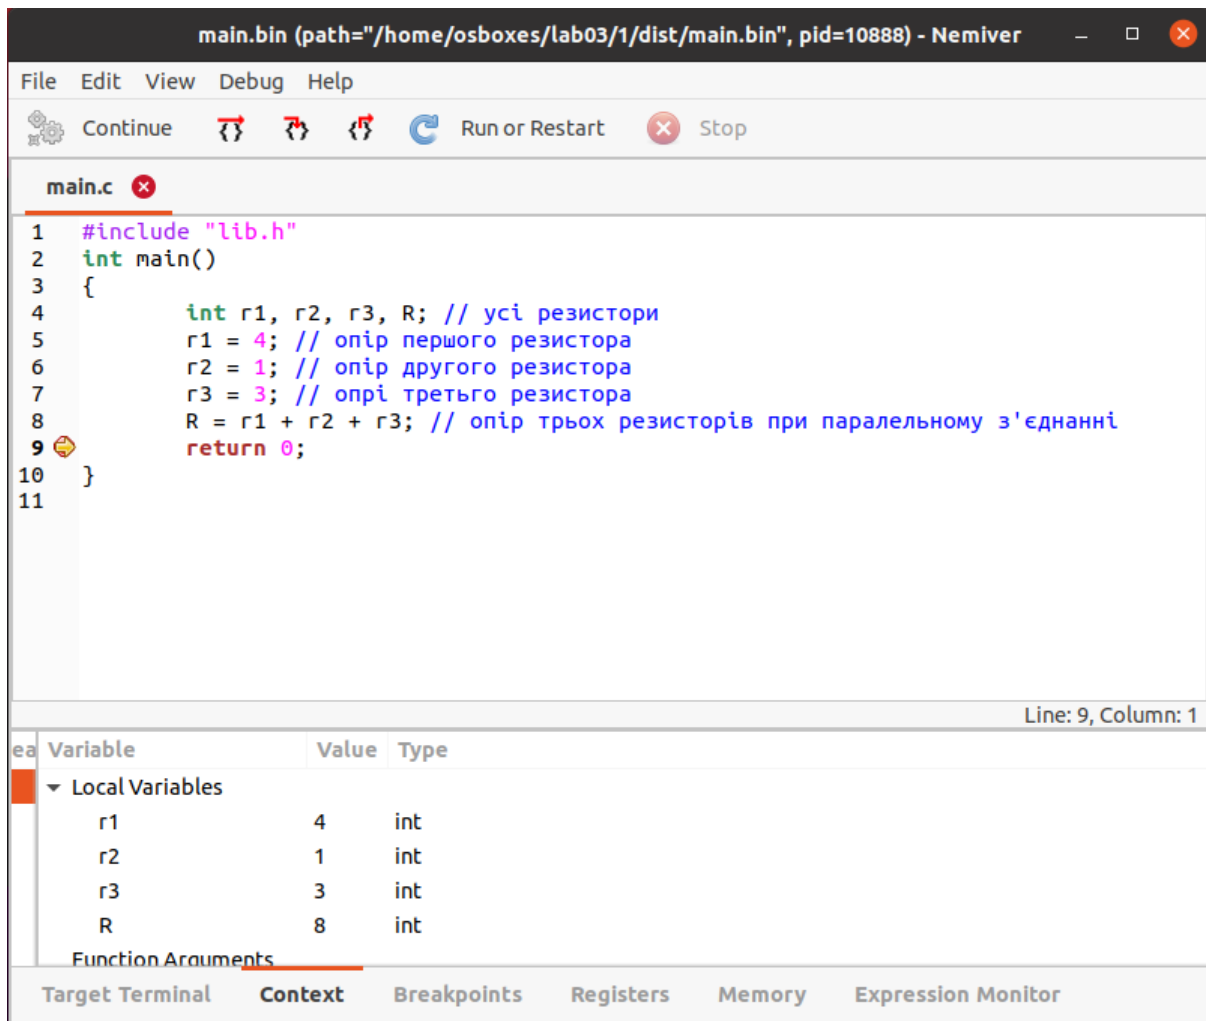 main.bin (path="/home/osboxes/lab03/1/dist/main.bin", pid=10888) - Nemiver
File Edit View Debug Help
Continue Run or Restart Stop
main.c
1 #include "lib.h"
2 int main()
3 {
4 int r1, r2, r3, R; // усі резистори
5 r1 = 4; // опір першого резистора
6 r2 = 1; // опір другого резистора
7 r3 = 3; // опрі третього резистора
8 R = r1 + r2 + r3; // опір трьох резисторів при паралельному з'єднанні
9 return 0;
10 }
11
Line: 9, Column: 1
ea Variable Value Type
Local Variables
r1 4 int
r2 1 int
r3 3 int
R 8 int
Function Arguments
Target Terminal Context Breakpoints Registers Memory Expression Monitor